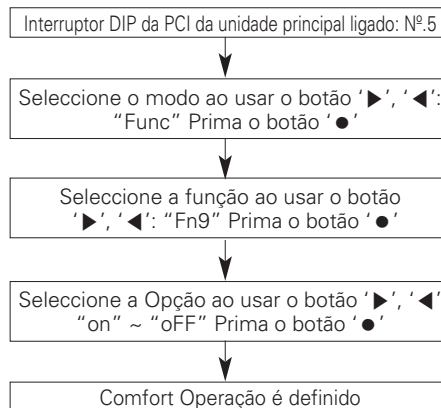 Interruptor DIP da PCI da unidade principal ligado: Nº.5
Seleccione o modo ao usar o botão ‘▶’, ‘◀’:
“Func” Prima o botão ‘●’
Seleccione a função ao usar o botão
‘▶’, ‘◀’: “Fn9” Prima o botão ‘●’
Seleccione a Opção ao usar o botão ‘▶’, ‘◀’
“on” ~ “oFF” Prima o botão ‘●’
Comfort Operação é definido